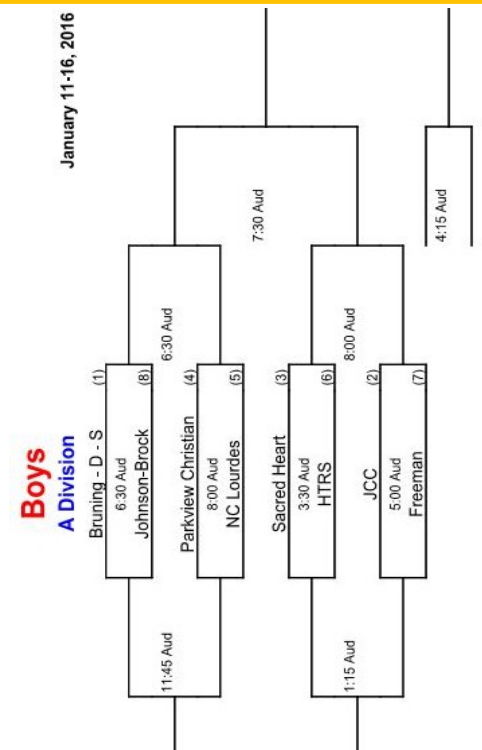 Boys
A Division
January 11-16, 2016
Bruning - D - S (1)
6:30 Aud
Johnson-Brock (8)
Parkview Christian (4)
8:00 Aud
NC Lourdes (5)
Sacred Heart (3)
3:30 Aud
HTRS (6)
JCC (2)
5:00 Aud
Freeman (7)
11:45 Aud
1:15 Aud
6:30 Aud
8:00 Aud
7:30 Aud
4:15 Aud